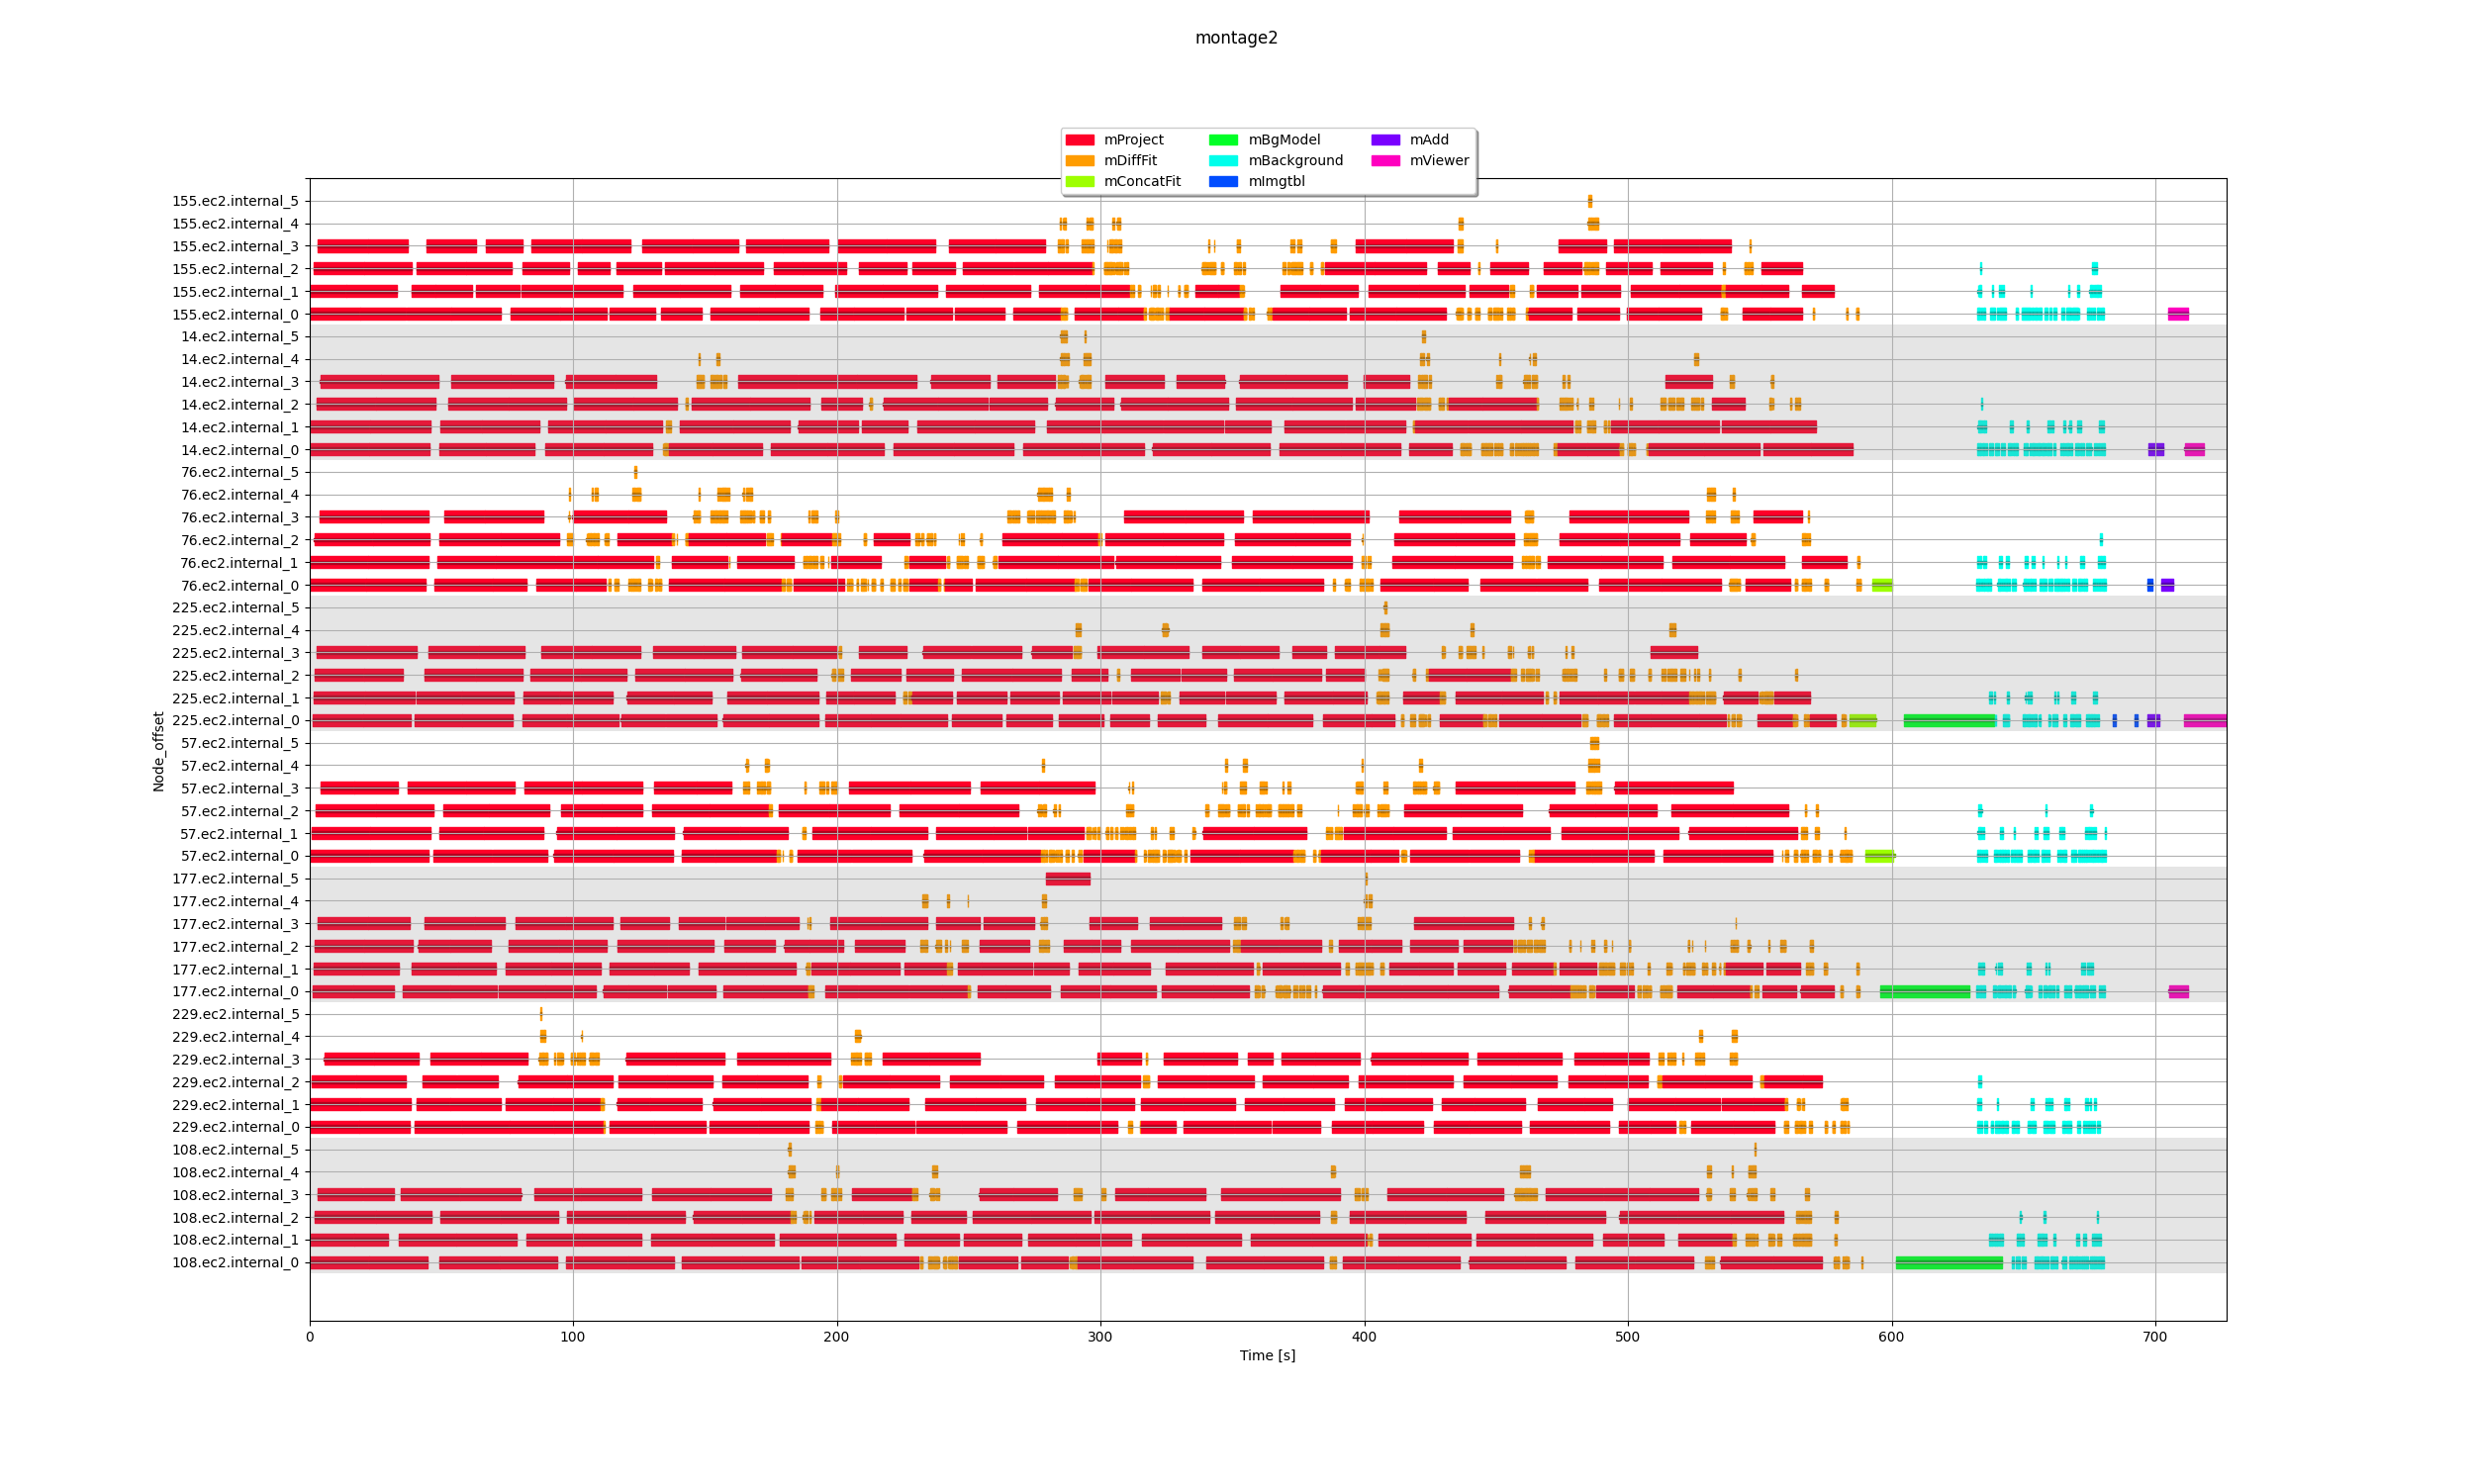 montage2
mProject mBgModel mAdd
mDiffFit mBackground mViewer
mConcatFit mImgtbl
155.ec2.internal_5
155.ec2.internal_4
155.ec2.internal_3
155.ec2.internal_2
155.ec2.internal_1
155.ec2.internal_0
14.ec2.internal_5
14.ec2.internal_4
14.ec2.internal_3
14.ec2.internal_2
14.ec2.internal_1
14.ec2.internal_0
76.ec2.internal_5
76.ec2.internal_4
76.ec2.internal_3
76.ec2.internal_2
76.ec2.internal_1
76.ec2.internal_0
225.ec2.internal_5
225.ec2.internal_4
225.ec2.internal_3
225.ec2.internal_2
225.ec2.internal_1
225.ec2.internal_0
57.ec2.internal_5
57.ec2.internal_4
57.ec2.internal_3
57.ec2.internal_2
57.ec2.internal_1
57.ec2.internal_0
177.ec2.internal_5
177.ec2.internal_4
177.ec2.internal_3
177.ec2.internal_2
177.ec2.internal_1
177.ec2.internal_0
229.ec2.internal_5
229.ec2.internal_4
229.ec2.internal_3
229.ec2.internal_2
229.ec2.internal_1
229.ec2.internal_0
108.ec2.internal_5
108.ec2.internal_4
108.ec2.internal_3
108.ec2.internal_2
108.ec2.internal_1
108.ec2.internal_0
Node_offset
0 100 200 300 400 500 600 700
Time [s]